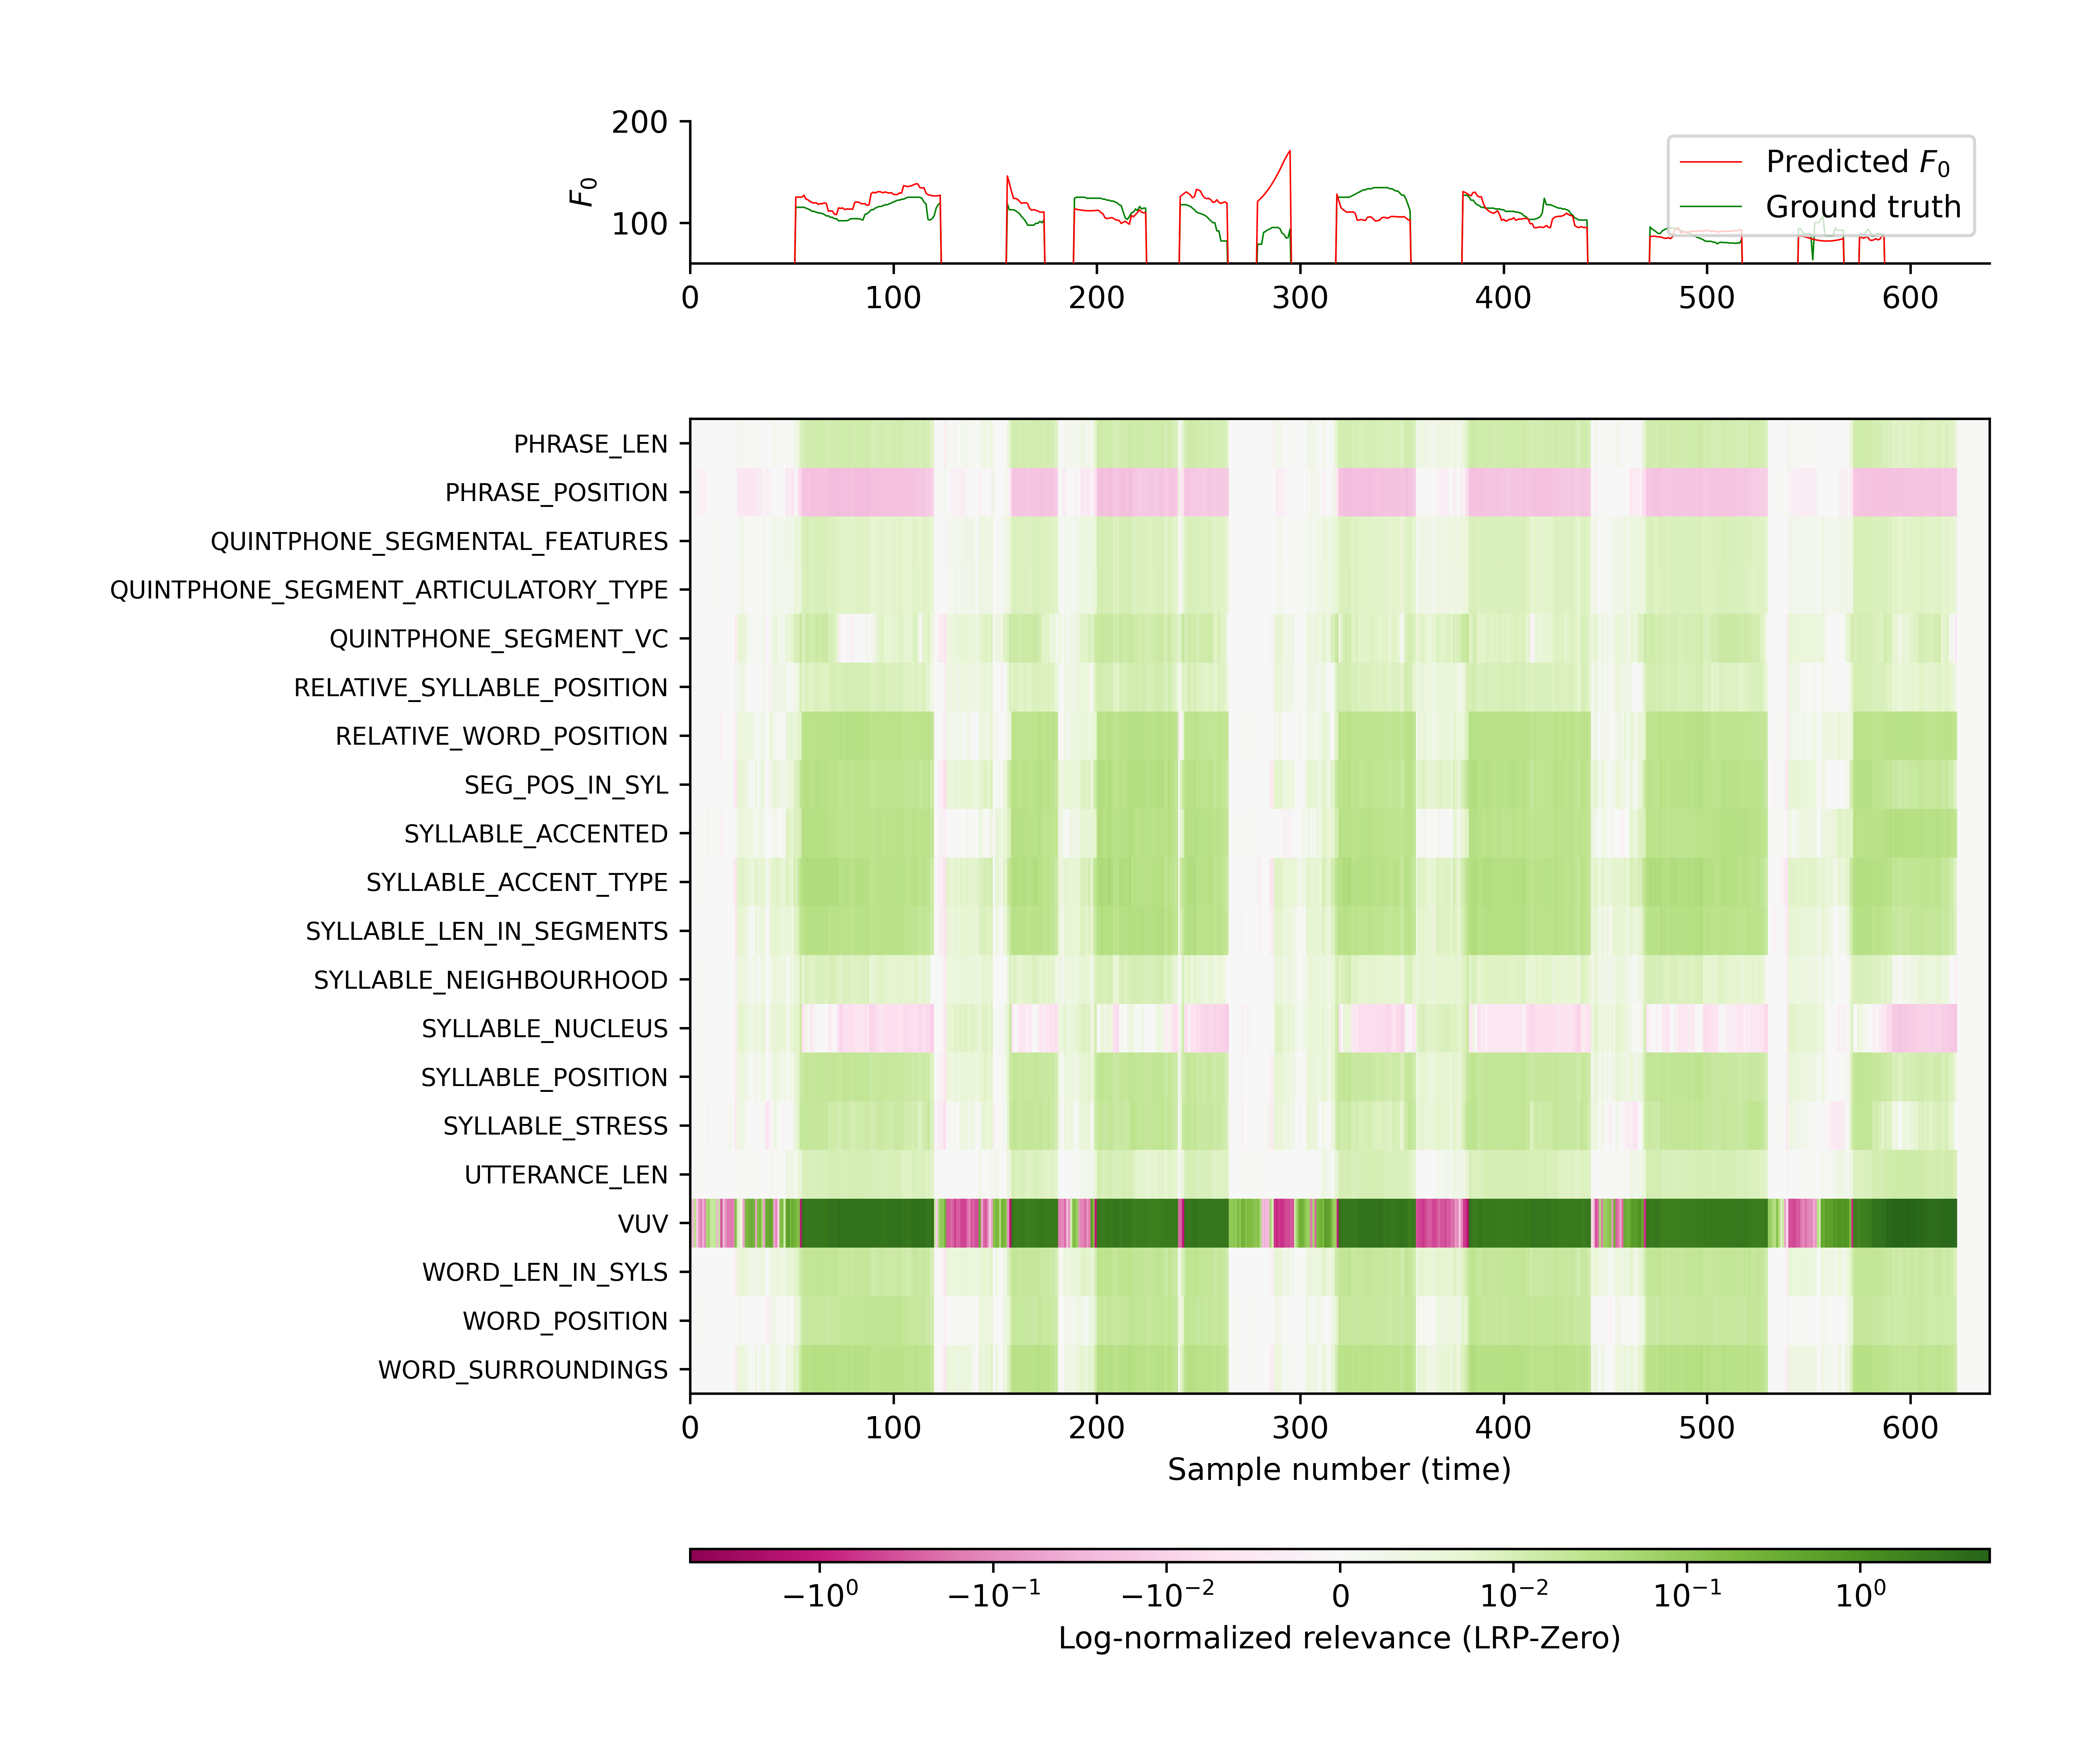 200
100
F₀
Predicted F₀
Ground truth
0 100 200 300 400 500 600
PHRASE_LEN
PHRASE_POSITION
QUINTPHONE_SEGMENTAL_FEATURES
QUINTPHONE_SEGMENT_ARTICULATORY_TYPE
QUINTPHONE_SEGMENT_VC
RELATIVE_SYLLABLE_POSITION
RELATIVE_WORD_POSITION
SEG_POS_IN_SYL
SYLLABLE_ACCENTED
SYLLABLE_ACCENT_TYPE
SYLLABLE_LEN_IN_SEGMENTS
SYLLABLE_NEIGHBOURHOOD
SYLLABLE_NUCLEUS
SYLLABLE_POSITION
SYLLABLE_STRESS
UTTERANCE_LEN
VUV
WORD_LEN_IN_SYLS
WORD_POSITION
WORD_SURROUNDINGS
0 100 200 300 400 500 600
Sample number (time)
−10⁰ −10⁻¹ −10⁻² 0 10⁻² 10⁻¹ 10⁰
Log-normalized relevance (LRP-Zero)